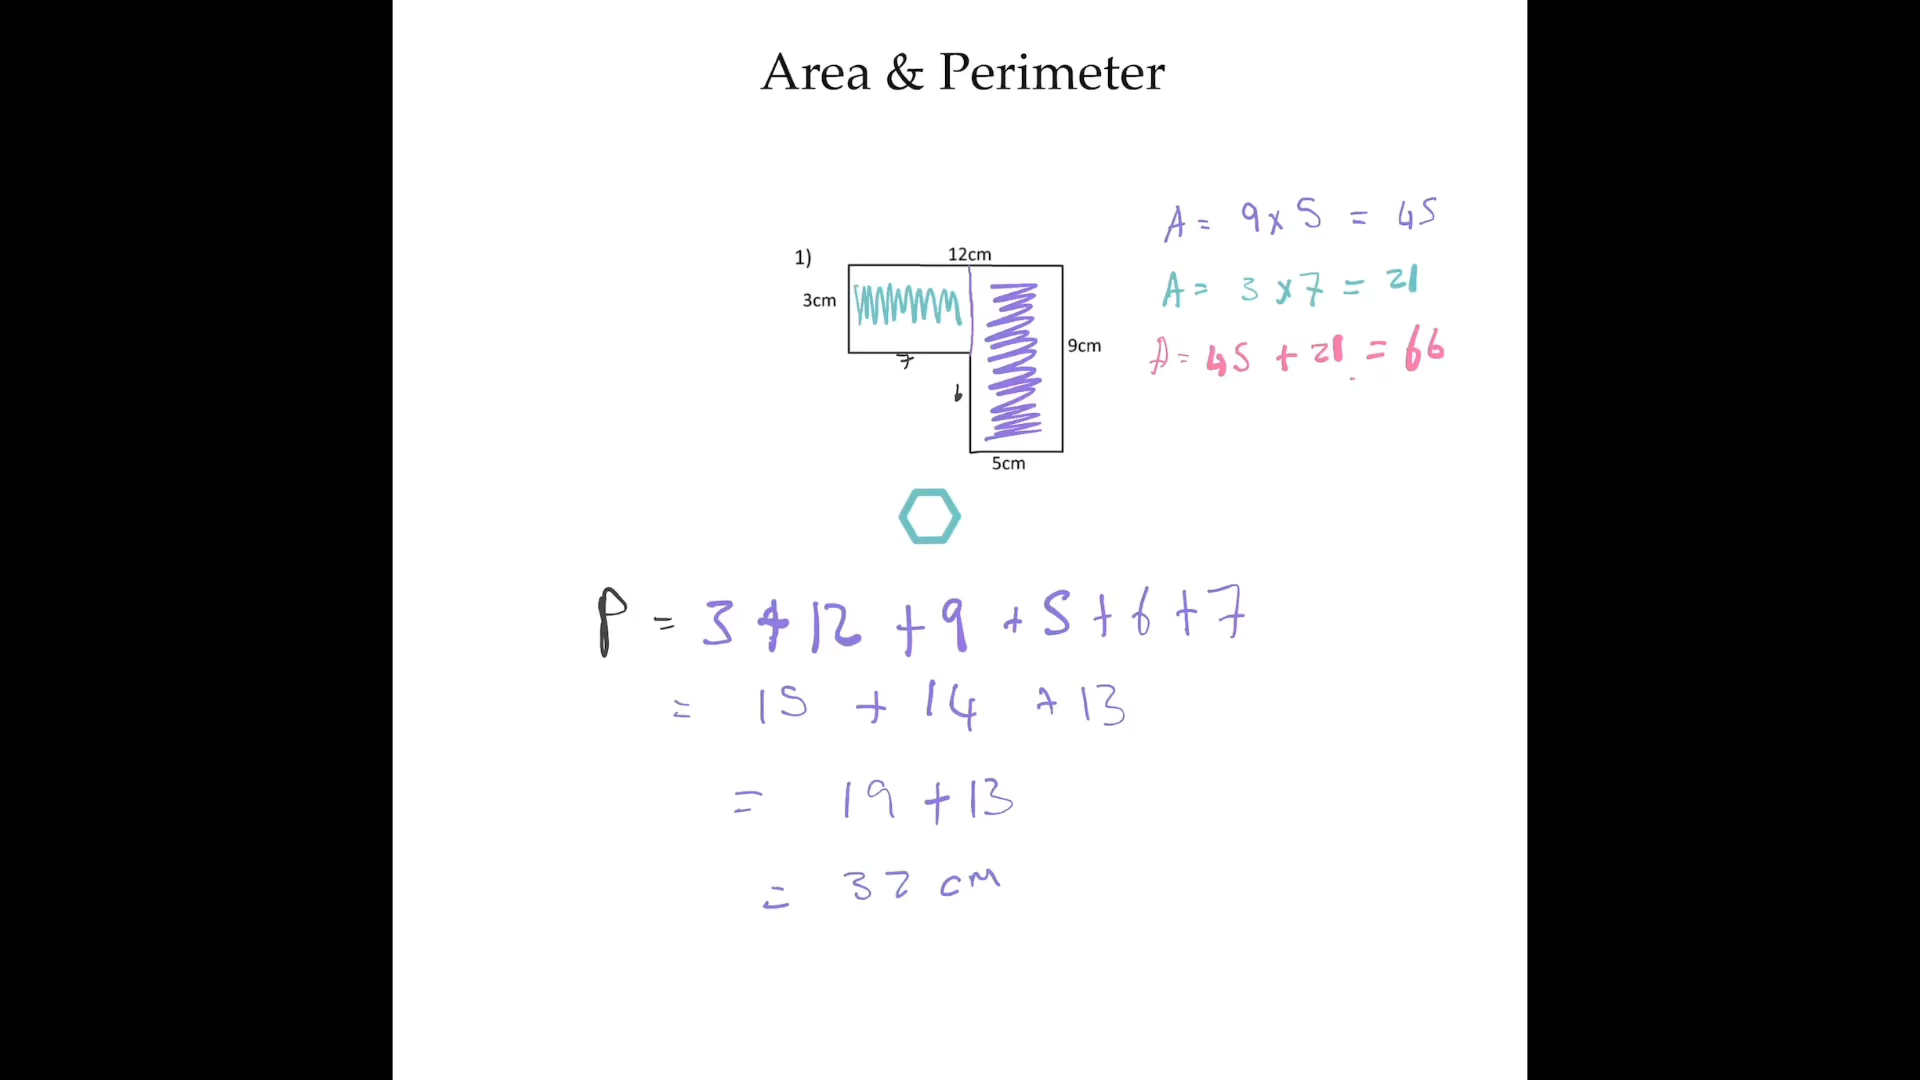 Area & Perimeter
A = 9 x 5 = 45
1)
12cm
3cm
A = 3 x 7 = 21
9cm
7
A = 45 + 21 = 66
6
5cm
P = 3 + 12 + 9 + 5 + 6 + 7
= 15 + 14 + 13
= 19 + 13
= 32 cm